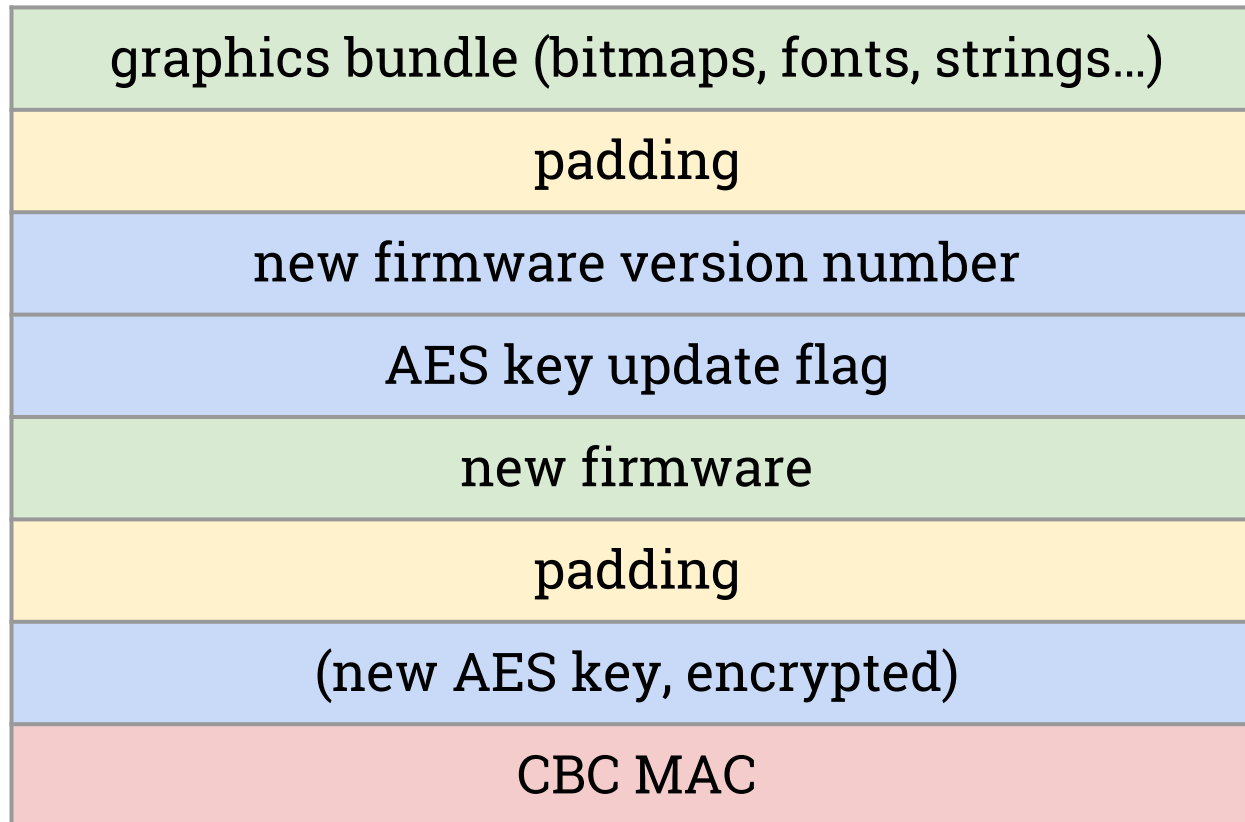 graphics bundle (bitmaps, fonts, strings…)
padding
new firmware version number
AES key update flag
new firmware
padding
(new AES key, encrypted)
CBC MAC